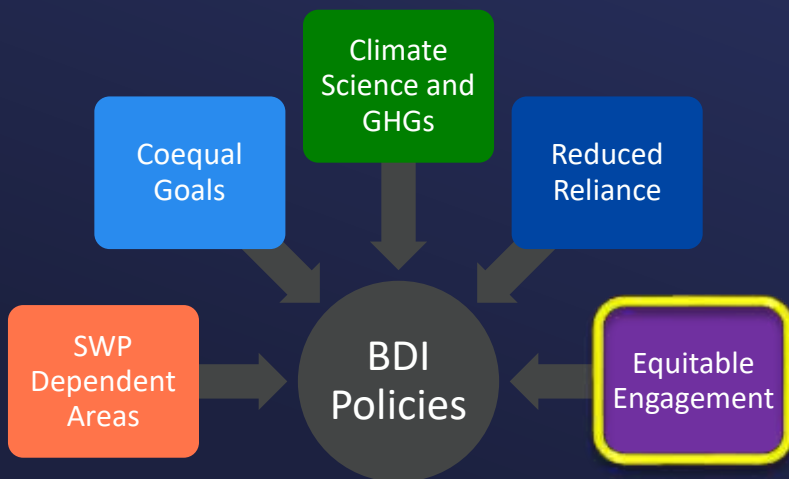 Climate
Science and
GHGs
Coequal
Goals
Reduced
Reliance
SWP
Dependent
Areas
BDI
Policies
Equitable
Engagement